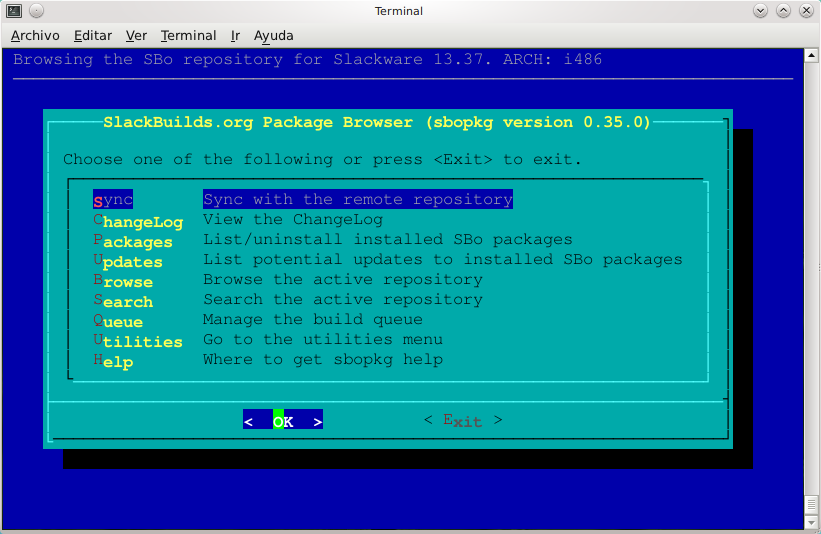 Terminal
Archivo Editar Ver Terminal Ir Ayuda
Browsing the SBo repository for Slackware 13.37. ARCH: i486
SlackBuilds.org Package Browser (sbopkg version 0.35.0)
Choose one of the following or press <Exit> to exit.
Sync Sync with the remote repository
ChangeLog View the ChangeLog
Packages List/uninstall installed SBo packages
Updates List potential updates to installed SBo packages
Browse Browse the active repository
Search Search the active repository
Queue Manage the build queue
Utilities Go to the utilities menu
Help Where to get sbopkg help
< OK > < Exit >